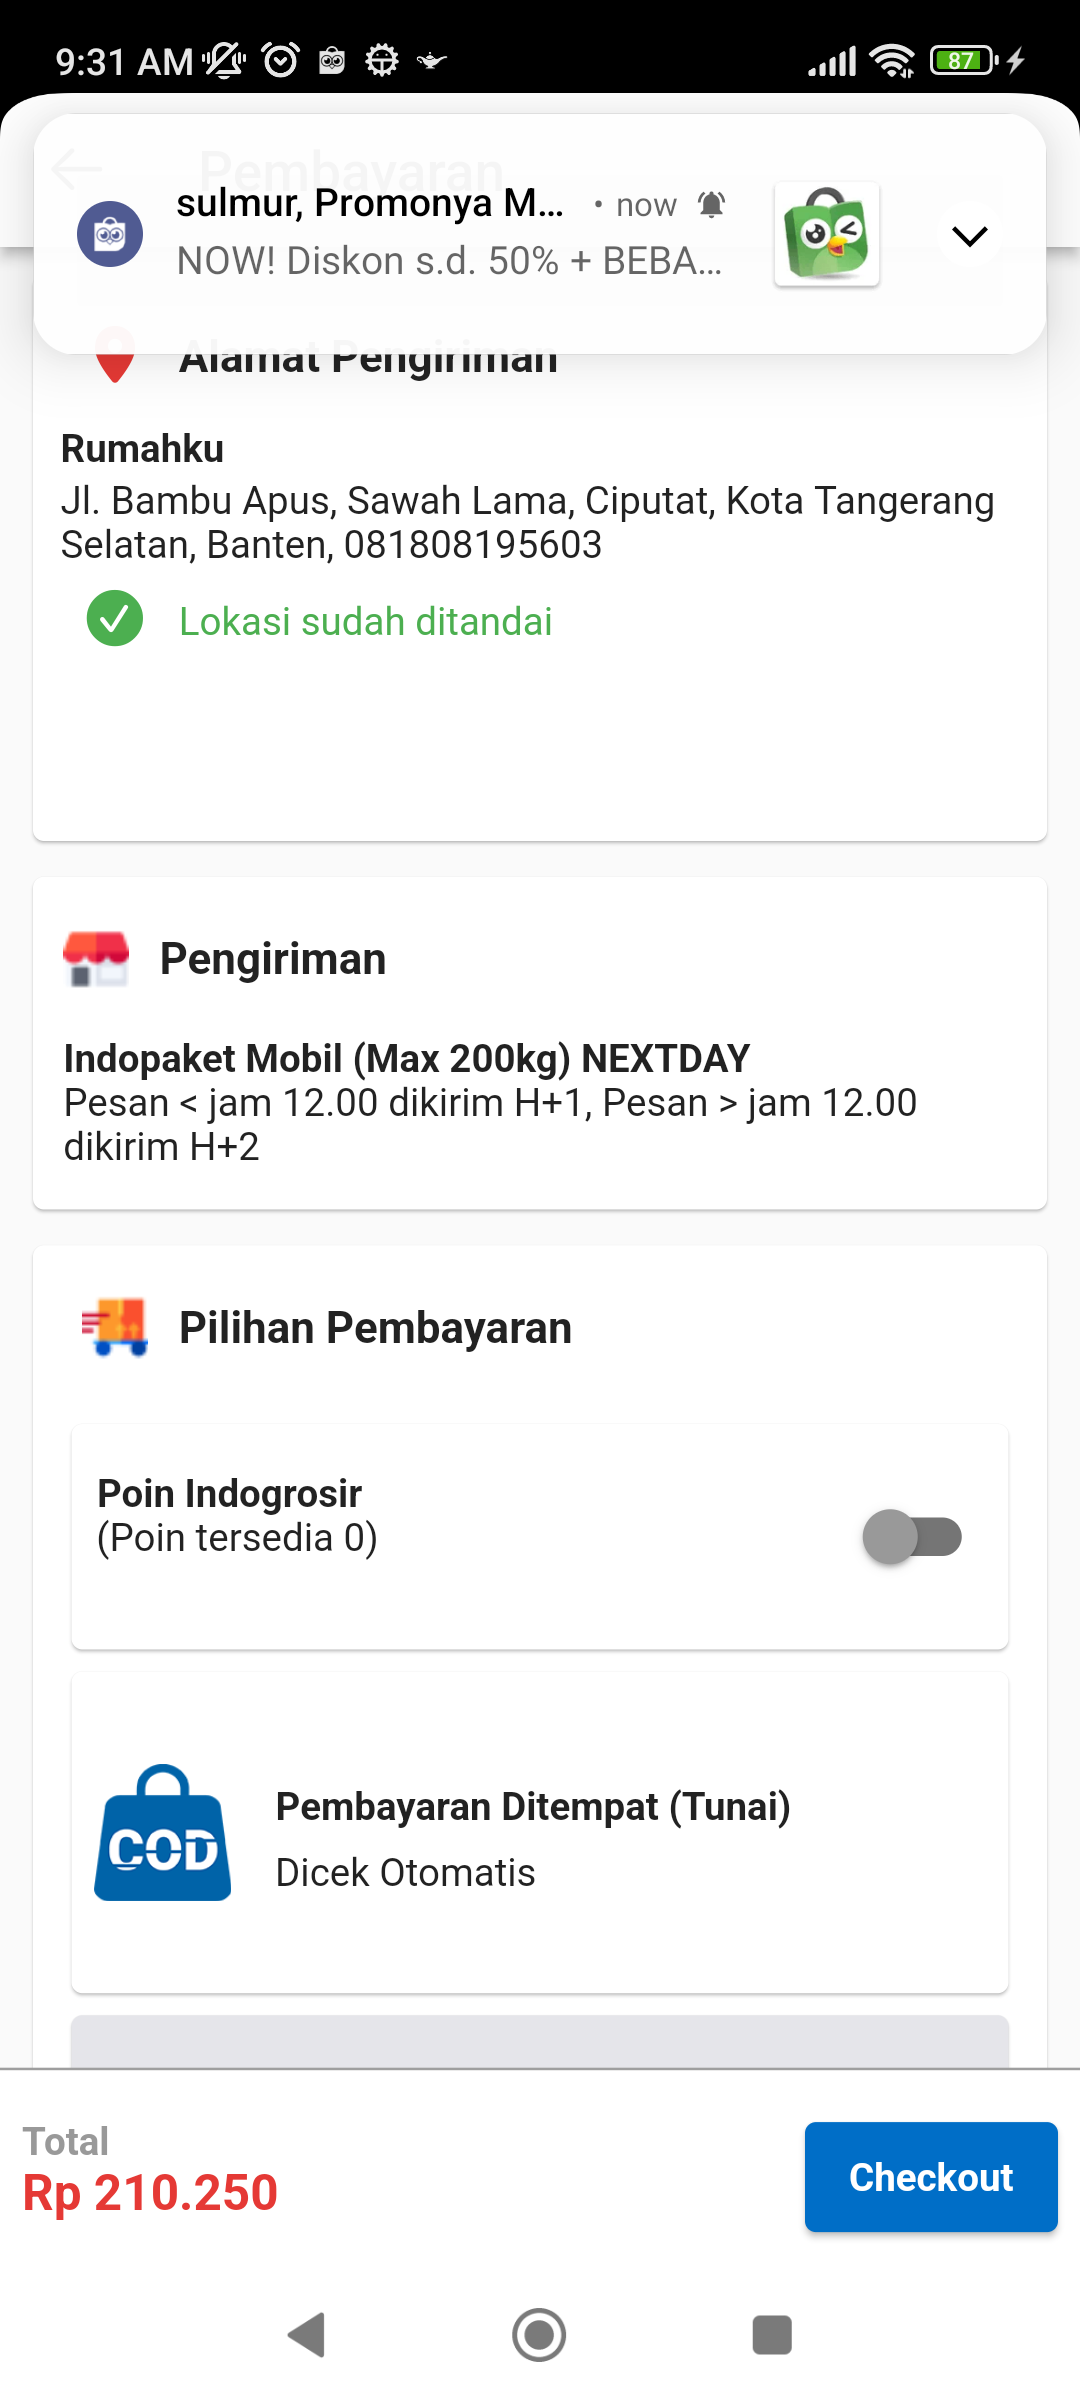 9:31 AM
87
Pembayaran
sulmur, Promonya M... • now
NOW! Diskon s.d. 50% + BEBA...
Alamat Pengiriman
Rumahku
Jl. Bambu Apus, Sawah Lama, Ciputat, Kota Tangerang
Selatan, Banten, 081808195603
Lokasi sudah ditandai
Pengiriman
Indopaket Mobil (Max 200kg) NEXTDAY
Pesan < jam 12.00 dikirim H+1, Pesan > jam 12.00
dikirim H+2
Pilihan Pembayaran
Poin Indogrosir
(Poin tersedia 0)
COD
Pembayaran Ditempat (Tunai)
Dicek Otomatis
Total
Rp 210.250
Checkout